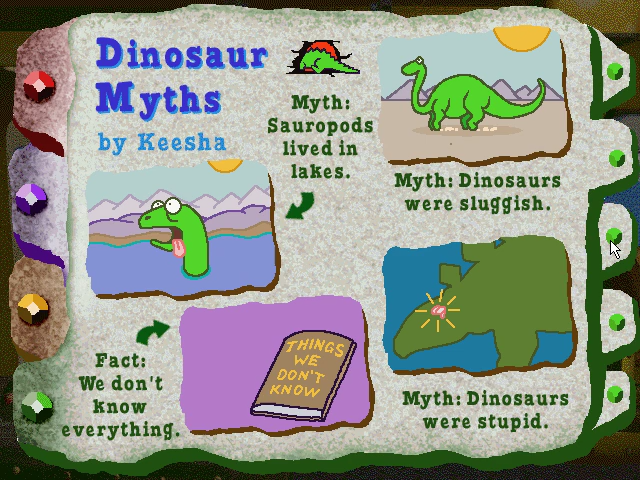 Dinosaur
Myths
by Keesha
Myth:
Sauropods
lived in
lakes.
Myth: Dinosaurs
were sluggish.
Fact:
We don't
know
everything.
THINGS
WE
DON'T
KNOW
Myth: Dinosaurs
were stupid.